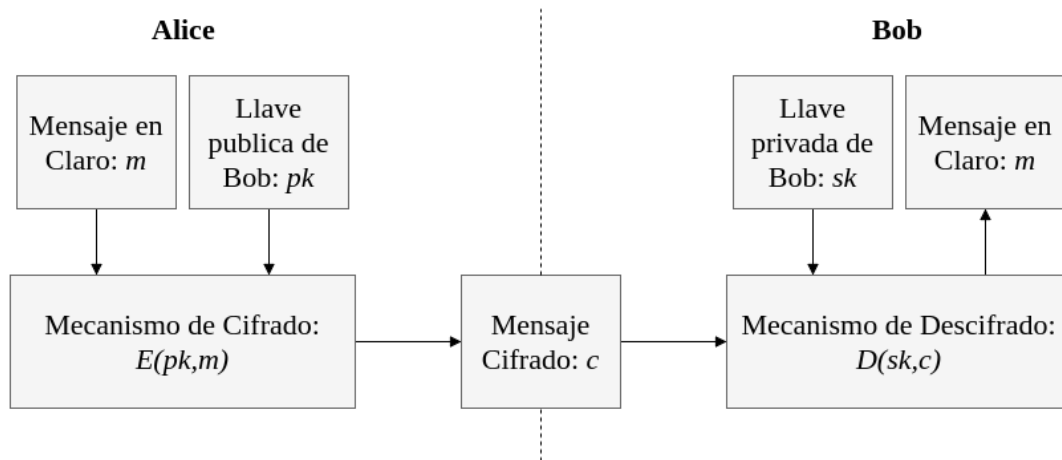 Alice
Bob
Mensaje en
Claro: m
Llave
publica de
Bob: pk
Llave
privada de
Bob: sk
Mensaje en
Claro: m
Mecanismo de Cifrado:
E(pk,m)
Mensaje
Cifrado: c
Mecanismo de Descifrado:
D(sk,c)